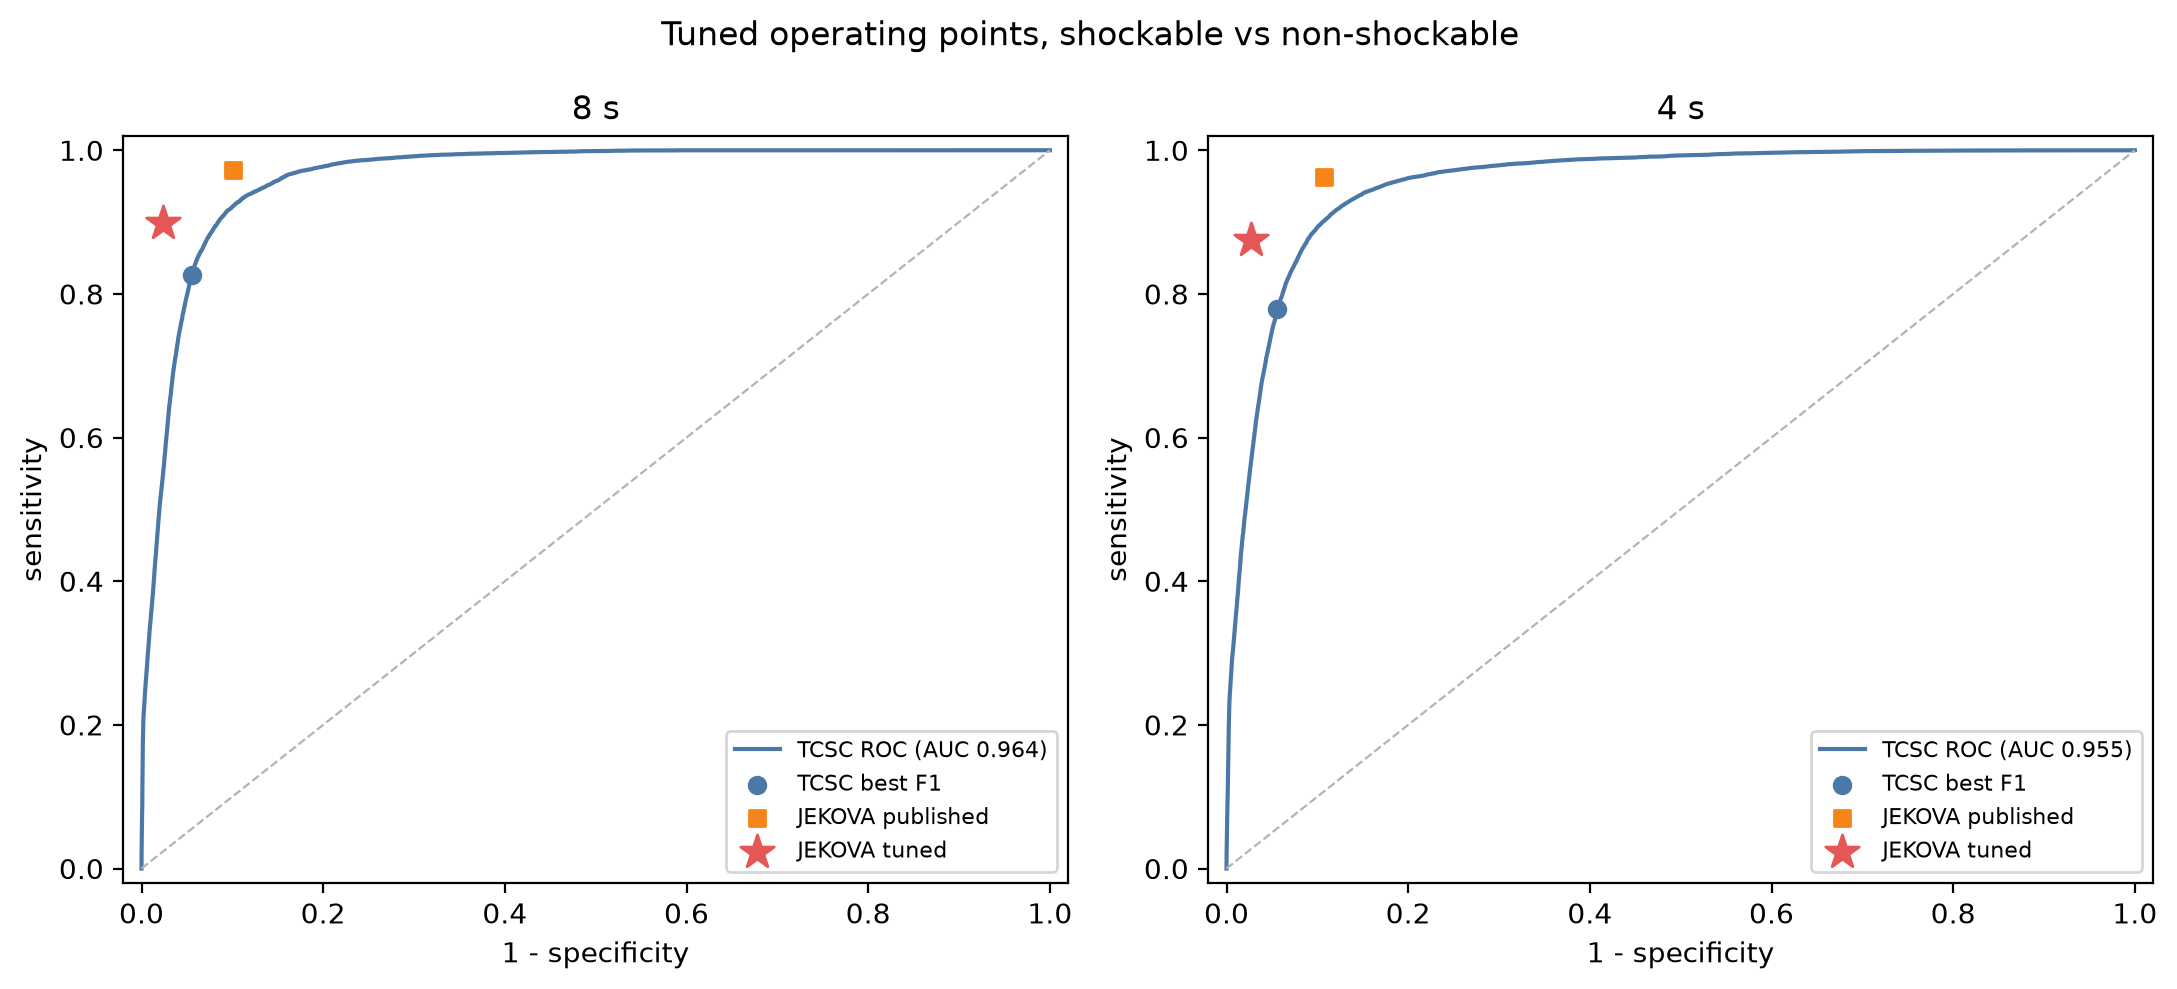 Tuned operating points, shockable vs non-shockable
8 s
1.0
0.8
0.6
0.4
0.2
0.0
sensitivity
0.0 0.2 0.4 0.6 0.8 1.0
1 - specificity
TCSC ROC (AUC 0.964)
TCSC best F1
JEKOVA published
JEKOVA tuned
4 s
1.0
0.8
0.6
0.4
0.2
0.0
sensitivity
0.0 0.2 0.4 0.6 0.8 1.0
1 - specificity
TCSC ROC (AUC 0.955)
TCSC best F1
JEKOVA published
JEKOVA tuned